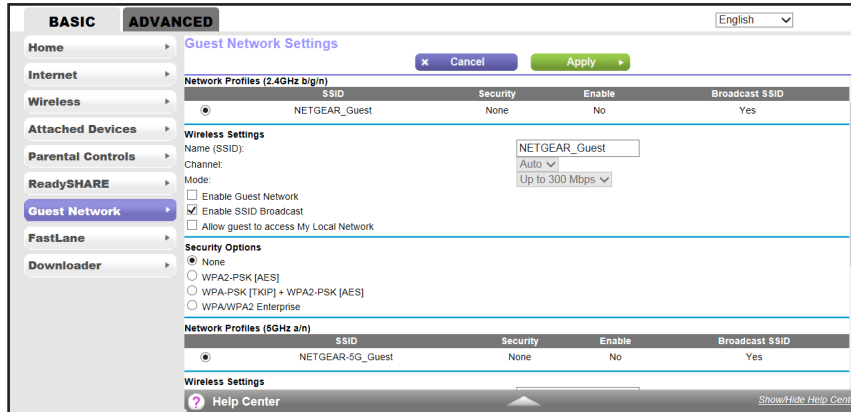 BASIC ADVANCED English
Home
Internet
Wireless
Attached Devices
Parental Controls
ReadySHARE
Guest Network
FastLane
Downloader
Guest Network Settings
x Cancel Apply
Network Profiles (2.4GHz b/g/n)
SSID Security Enable Broadcast SSID
NETGEAR_Guest None No Yes
Wireless Settings
Name (SSID): NETGEAR_Guest
Channel: Auto
Mode: Up to 300 Mbps
Enable Guest Network
Enable SSID Broadcast
Allow guest to access My Local Network
Security Options
None
WPA2-PSK [AES]
WPA-PSK [TKIP] + WPA2-PSK [AES]
WPA/WPA2 Enterprise
Network Profiles (5GHz a/n)
SSID Security Enable Broadcast SSID
NETGEAR-5G_Guest None No Yes
Wireless Settings
? Help Center Show/Hide Help Cent